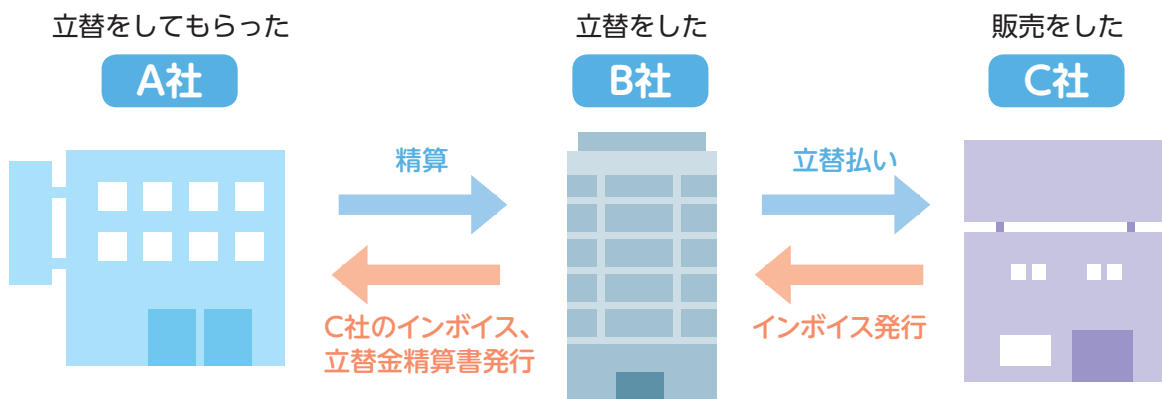 立替をしてもらった
立替をした
販売をした
A社
B社
C社
精算
立替払い
C社のインボイス、
立替金精算書発行
インボイス発行